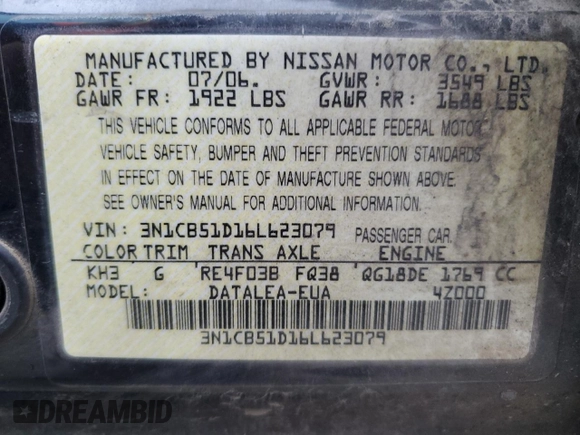 MANUFACTURED BY NISSAN MOTOR CO., LTD.
DATE: 07/06. GVWR: 3549 LBS
GAWR FR: 1922 LBS GAWR RR: 1688 LBS
THIS VEHICLE CONFORMS TO ALL APPLICABLE FEDERAL MOTOR
VEHICLE SAFETY, BUMPER AND THEFT PREVENTION STANDARDS
IN EFFECT ON THE DATE OF MANUFACTURE SHOWN ABOVE.
SEE OWNER'S MANUAL FOR ADDITIONAL INFORMATION.
VIN: 3N1CB51D16L623079 PASSENGER CAR.
COLOR TRIM TRANS AXLE ENGINE
KH3 G RE4F03B FQ38 QG18DE 1769 CC
MODEL: DATALEA-EUA 4Z000
3N1CB51D16L623079
DREAMBID